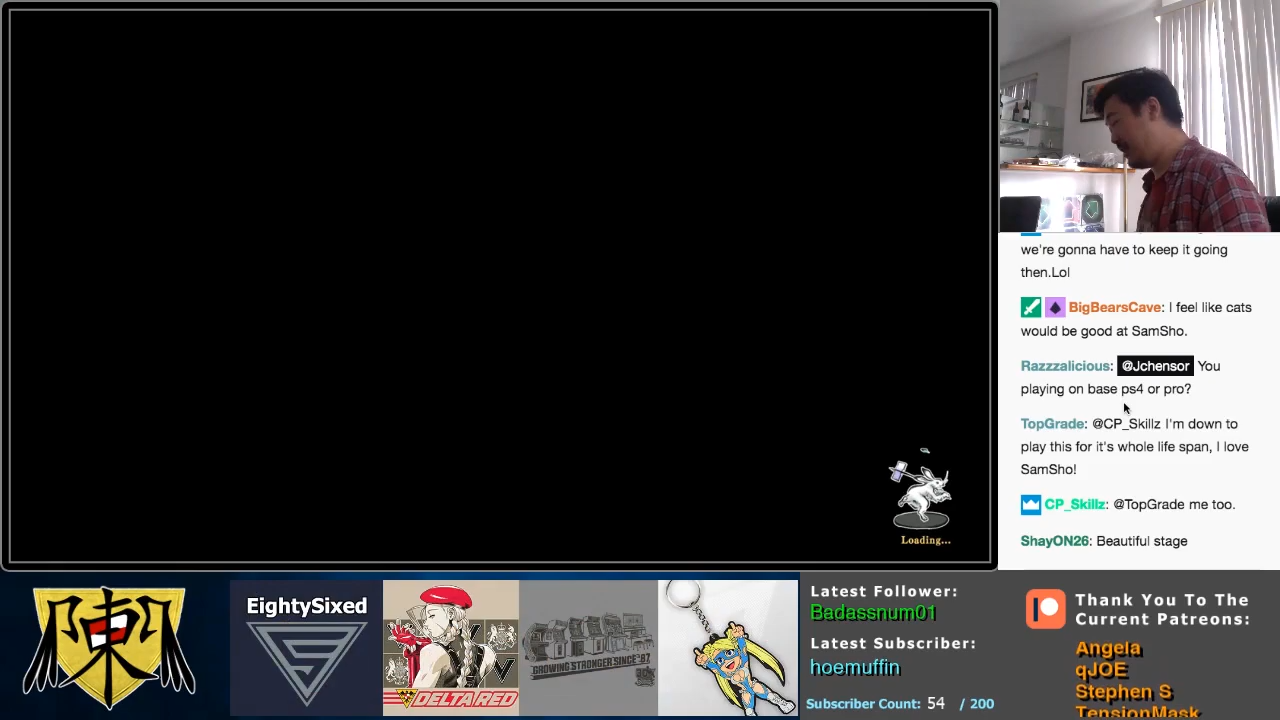 we're gonna have to keep it going
then.Lol
BigBearsCave: I feel like cats
would be good at SamSho.
Razzzalicious: @Jchensor You
playing on base ps4 or pro?
TopGrade: @CP_Skillz I'm down to
play this for it's whole life span, I love
SamSho!
CP_Skillz: @TopGrade me too.
ShayON26: Beautiful stage
Loading...
東
EightySixed
DELTA RED
GROWING STRONGER SINCE '87
Latest Follower:
Badassnum01
Latest Subscriber:
hoemuffin
Subscriber Count: 54 / 200
Thank You To The
Current Patreons:
Angela
qJOE
Stephen S
TensionMask